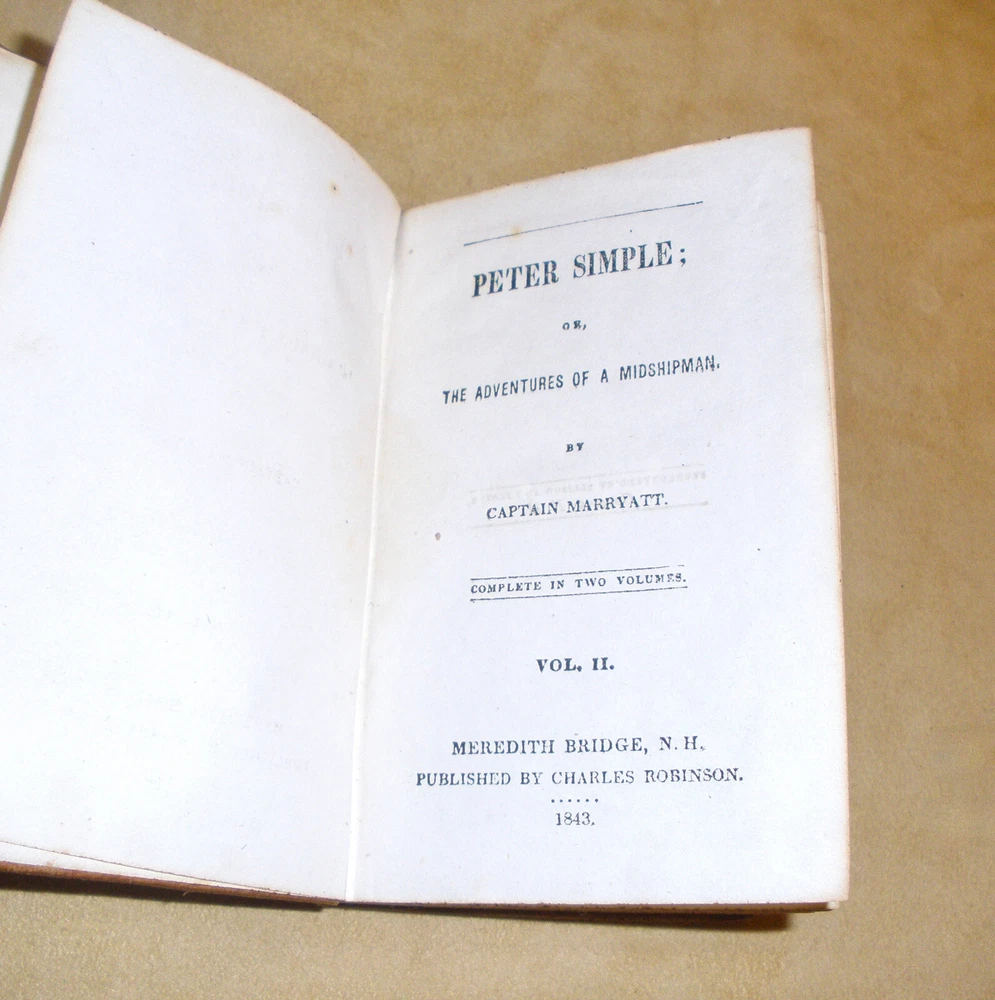 PETER SIMPLE;
OR,
THE ADVENTURES OF A MIDSHIPMAN.
BY
CAPTAIN MARRYATT.
COMPLETE IN TWO VOLUMES.
VOL. II.
MEREDITH BRIDGE, N. H.
PUBLISHED BY CHARLES ROBINSON.
......
1843.